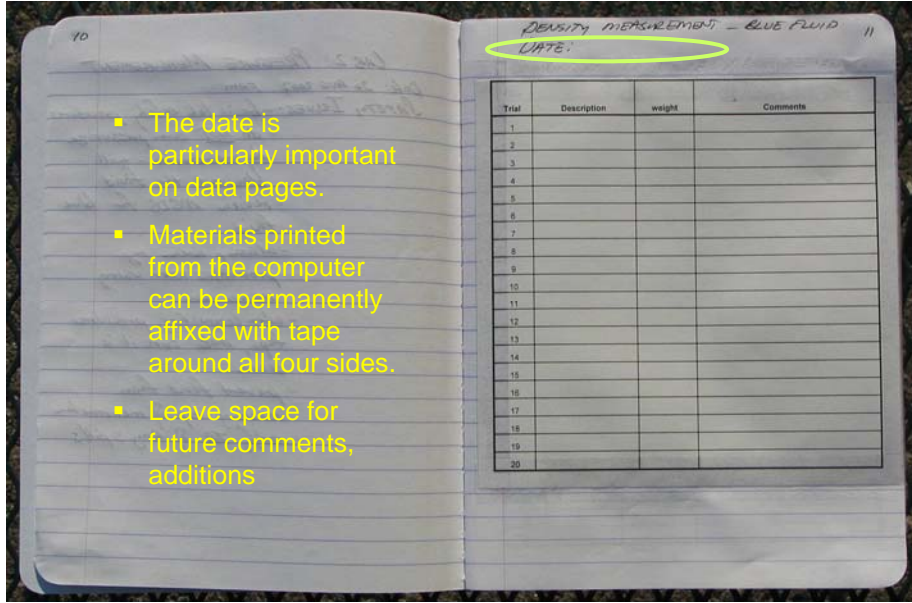 10
▪ The date is
particularly important
on data pages.
▪ Materials printed
from the computer
can be permanently
affixed with tape
around all four sides.
▪ Leave space for
future comments,
additions
DENSITY MEASUREMENT – BLUE FLUID 11
DATE:
Trial Description weight Comments
1
2
3
4
5
6
7
8
9
10
11
12
13
14
15
16
17
18
19
20